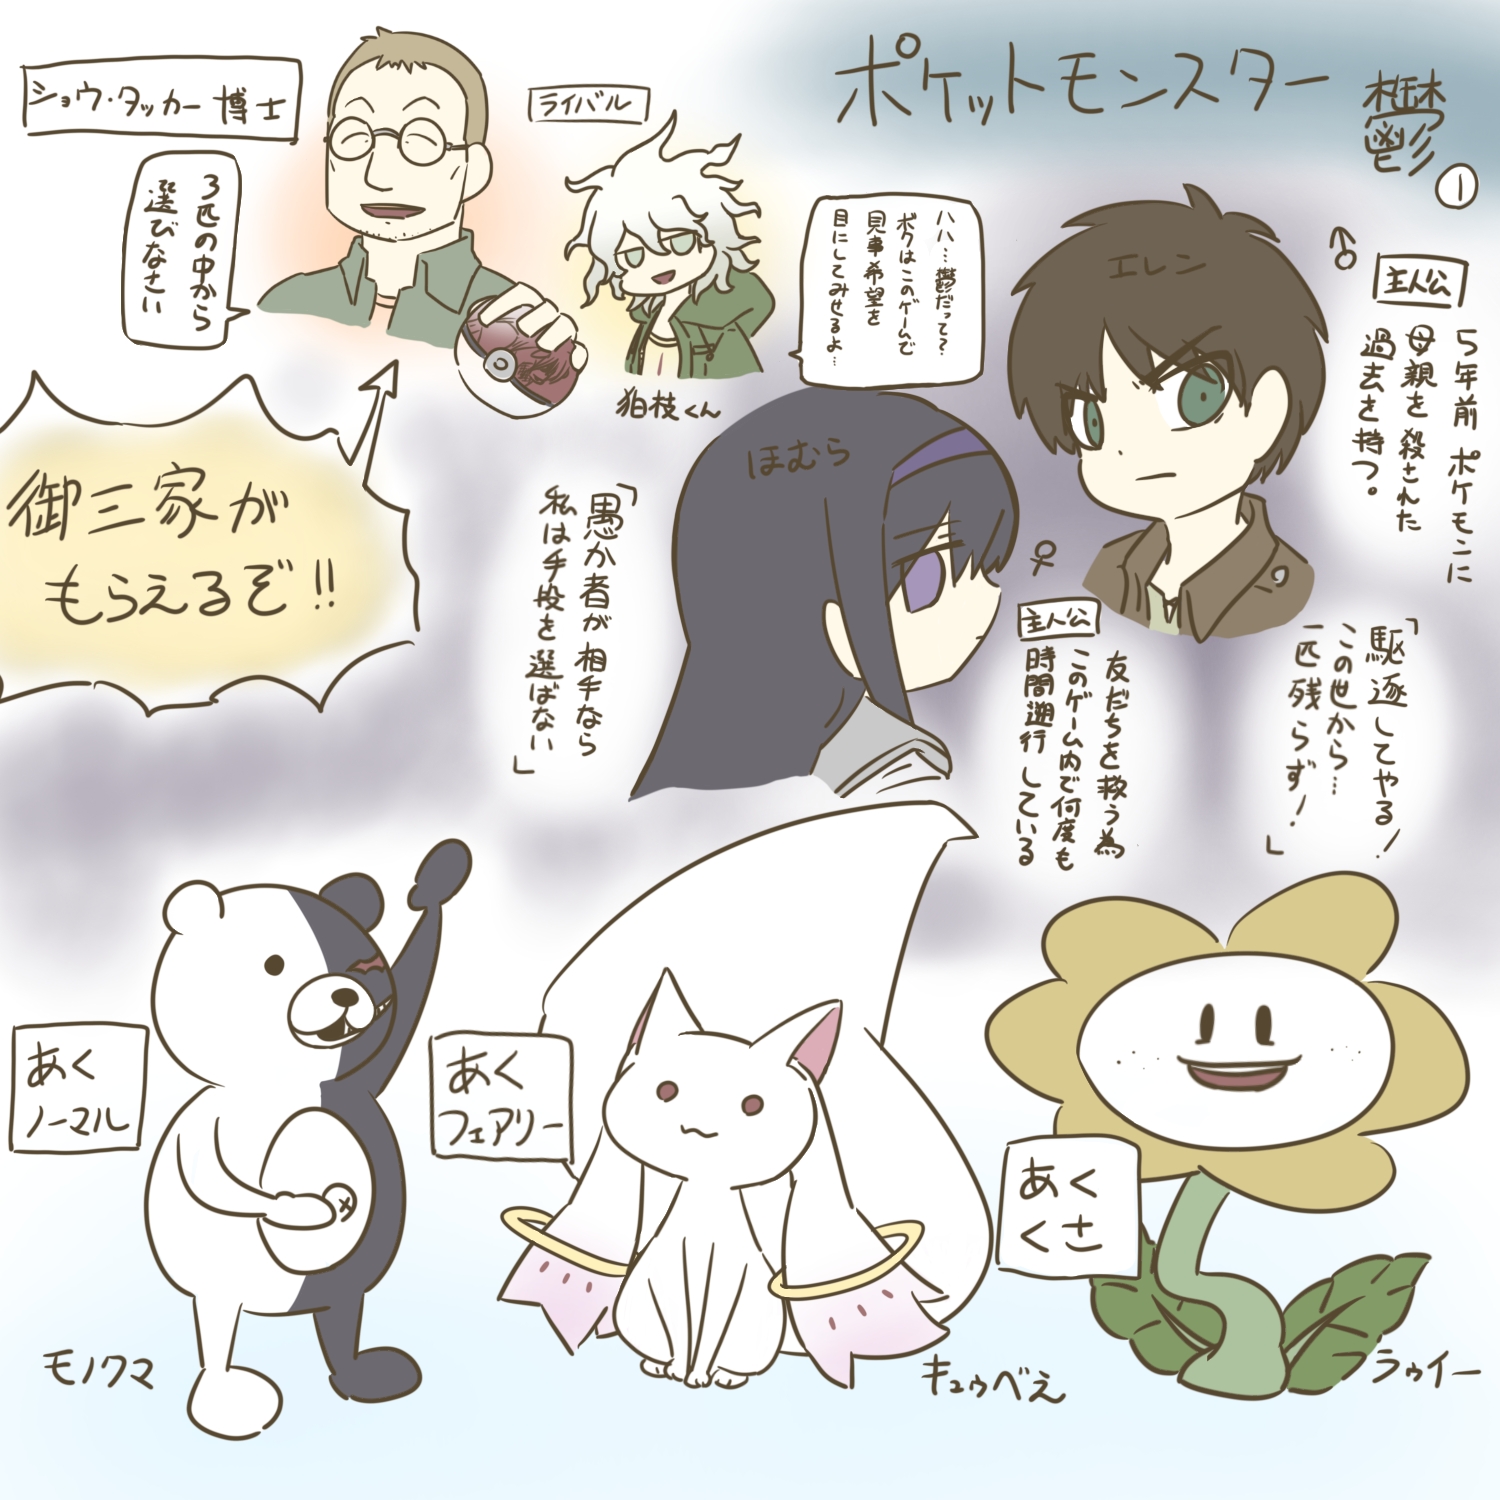 ポケットモンスター 鬱
①
ショウ・タッカー博士
3匹の中から
選びなさい
ライバル
狛枝くん
ハハ…鬱だって?
ボクはこのゲームで
見事希望を
目にしてみせるよ…
エレン
♂
主人公
5年前 ポケモンに
母親を殺された
過去を持つ。
「駆逐してやる!
この世から…
一匹残らず!」
御三家が
もらえるぞ!!
ほむら
♀
主人公
友だちを救う為
このゲーム内で何度も
時間遡行している
「愚か者が相手なら
私は手段を選ばない」
あく
ノーマル
モノクマ
あく
フェアリー
キュゥべえ
あく
くさ
ラゥイー